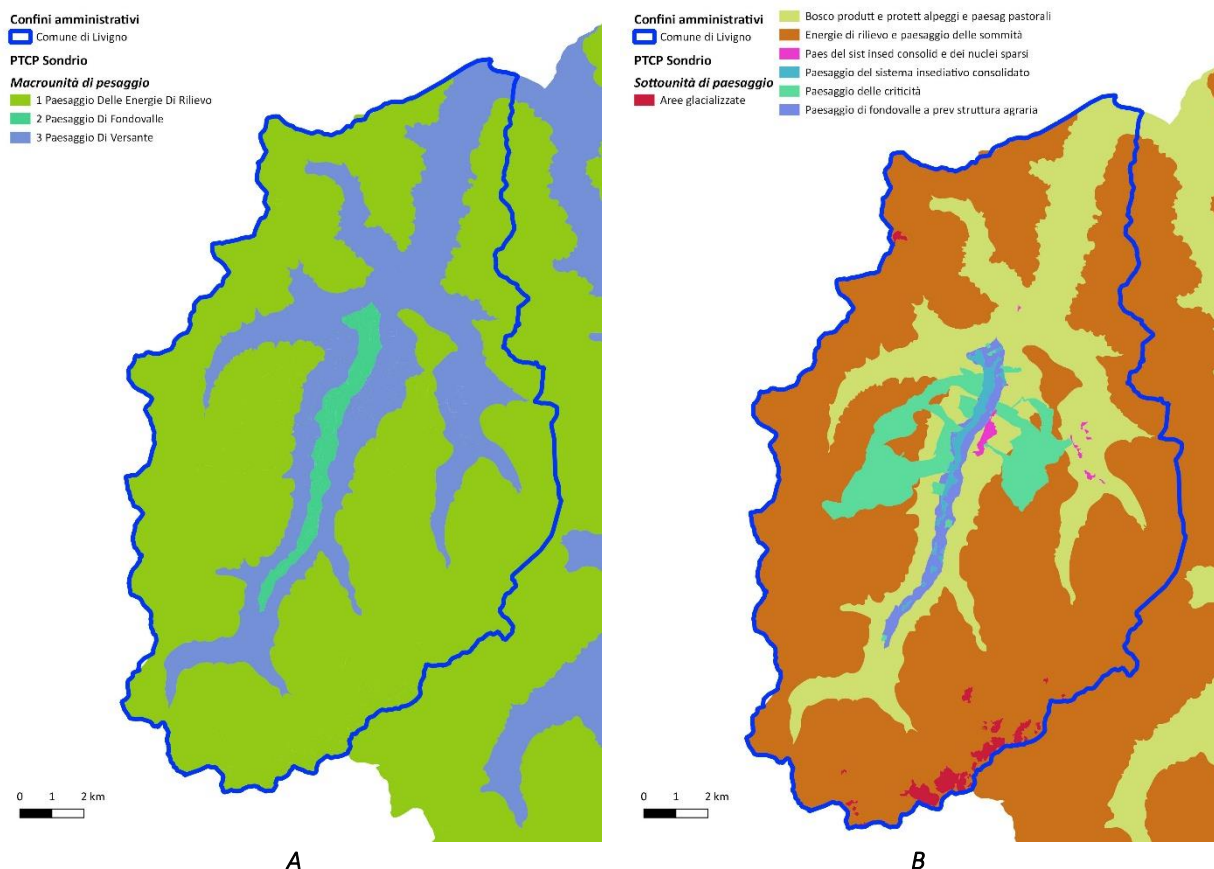 Confini amministrativi
Comune di Livigno
PTCP Sondrio
Macrounità di pesaggio
1 Paesaggio Delle Energie Di Rilievo
2 Paesaggio Di Fondovalle
3 Paesaggio Di Versante
0 1 2 km
A
Confini amministrativi
Comune di Livigno
PTCP Sondrio
Sottounità di paesaggio
Aree glacializzate
Bosco produtt e protett alpeggi e paesag pastorali
Energie di rilievo e paesaggio delle sommità
Paes del sist insed consolid e dei nuclei sparsi
Paesaggio del sistema insediativo consolidato
Paesaggio delle criticità
Paesaggio di fondovalle a prev struttura agraria
0 1 2 km
B